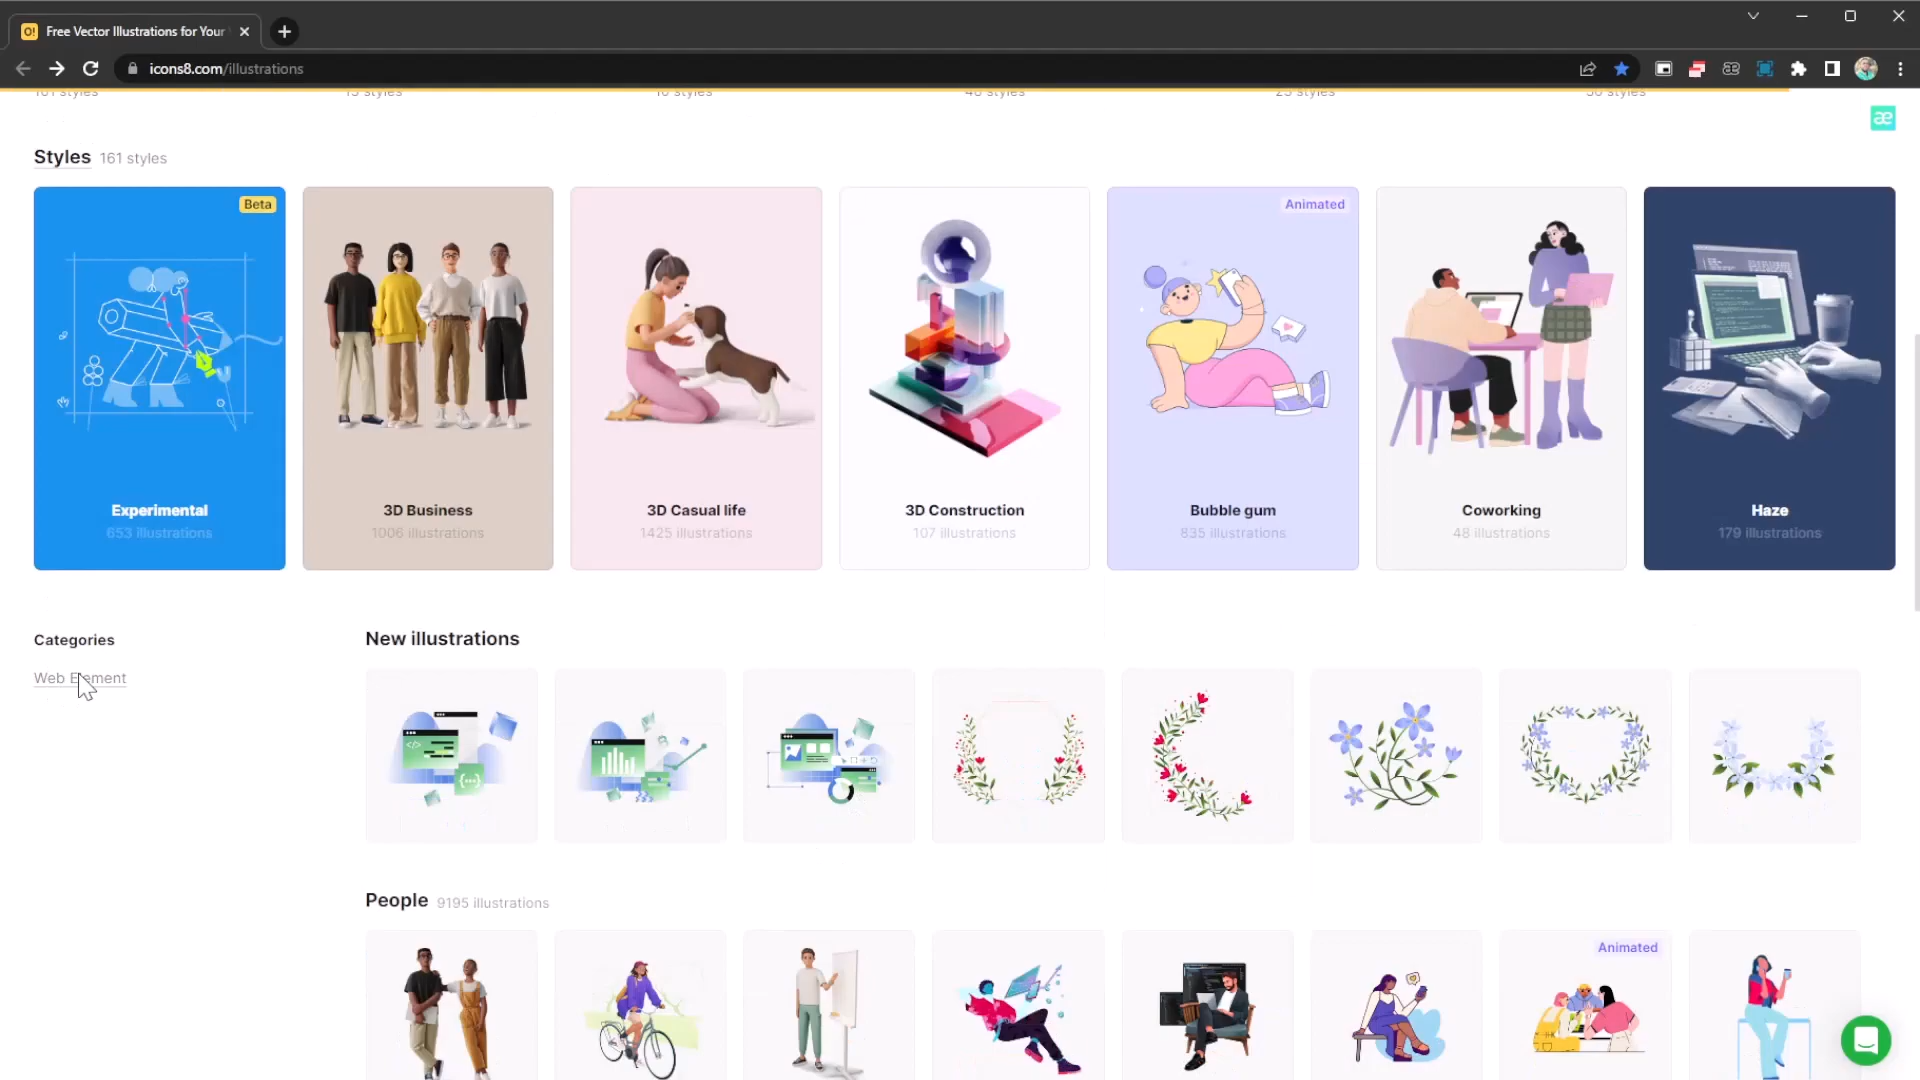 Free Vector Illustrations for Your
icons8.com/illustrations
161 styles
Styles 161 styles
Beta
Animated
Experimental
653 illustrations
3D Business
1006 illustrations
3D Casual life
1425 illustrations
3D Construction
107 illustrations
Bubble gum
835 illustrations
Coworking
48 illustrations
Haze
179 illustrations
Categories
Web Element
New illustrations
People 9195 illustrations
Animated